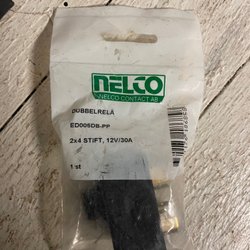 NELCO
NELCO CONTACT AB
DUBBELRELÄ
ED005DB-PP
2x4 STIFT, 12V/30A
1 st